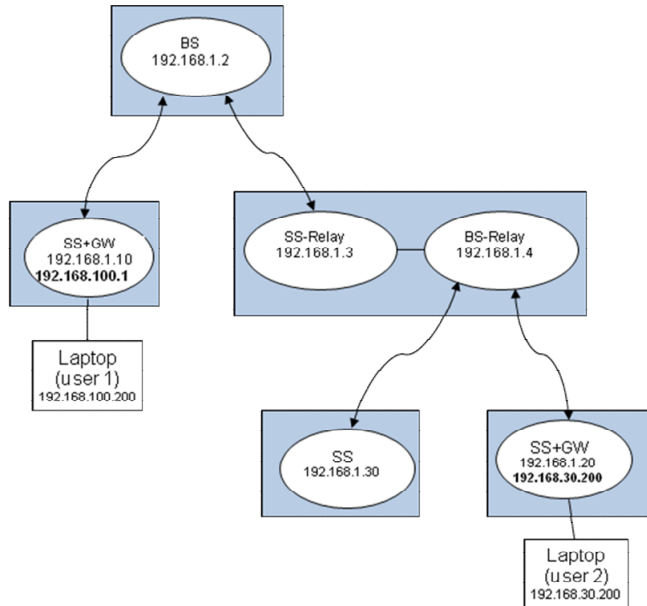 BS
192.168.1.2
SS+GW
192.168.1.10
192.168.100.1
SS-Relay
192.168.1.3
BS-Relay
192.168.1.4
Laptop
(user 1)
192.168.100.200
SS
192.168.1.30
SS+GW
192.168.1.20
192.168.30.200
Laptop
(user 2)
192.168.30.200